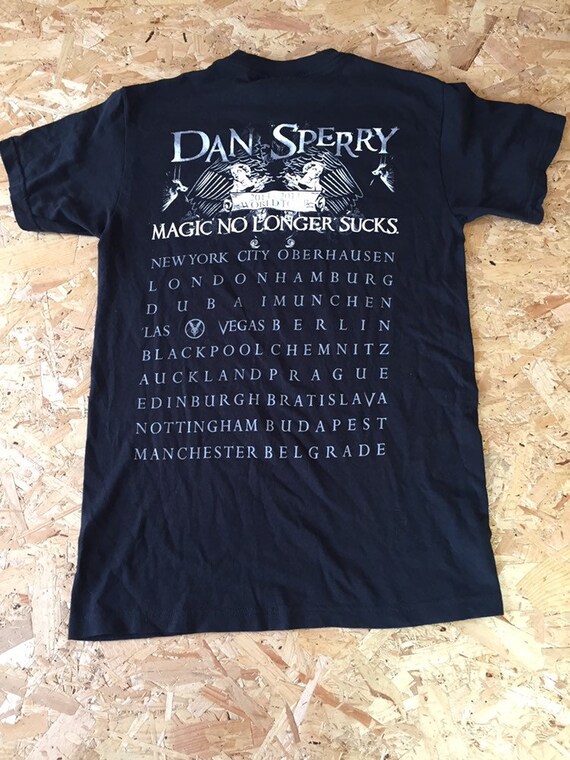 DAN SPERRY
WORLD
MAGIC NO LONGER SUCKS.
NEW YORK CITY OBERHAUSEN
LONDON HAMBURG
DUBAI MUNCHEN
LAS VEGAS BERLIN
BLACKPOOL CHEMNITZ
AUCKLAND PRAGUE
EDINBURGH BRATISLAVA
NOTTINGHAM BUDAPEST
MANCHESTER BELGRADE